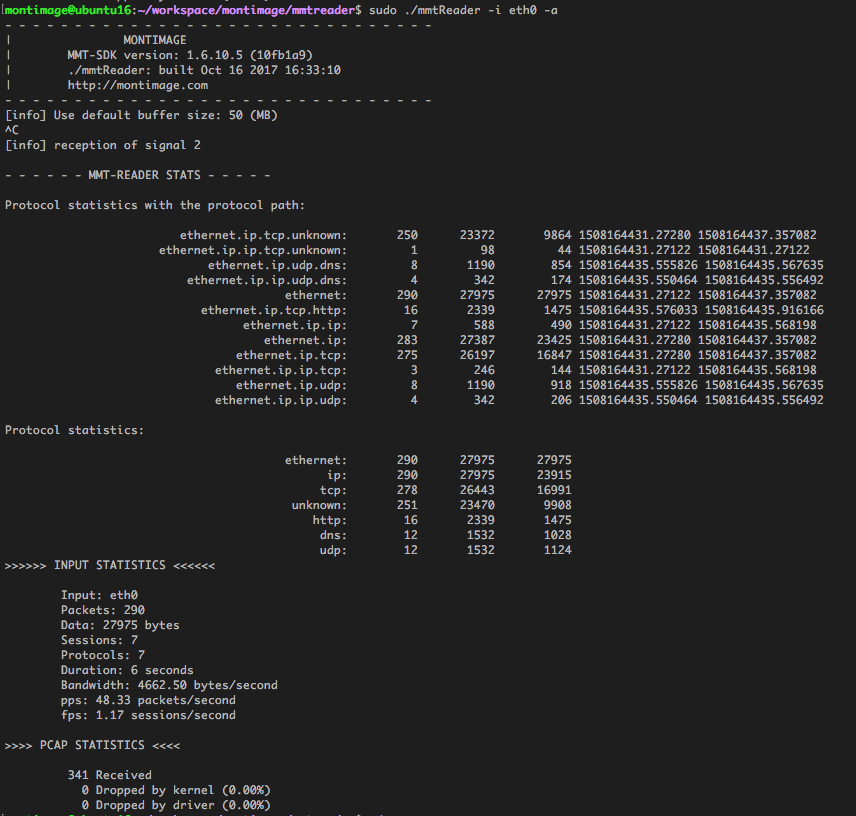 montimage@ubuntu16:~/workspace/montimage/mmtreader$ sudo ./mmtReader -i eth0 -a
- - - - - - - - - - - - - - - - - - - - - - - - - - - - - - -
|                MONTIMAGE
|        MMT-SDK version: 1.6.10.5 (10fb1a9)
|        ./mmtReader: built Oct 16 2017 16:33:10
|        http://montimage.com
- - - - - - - - - - - - - - - - - - - - - - - - - - - - - - -
[info] Use default buffer size: 50 (MB)
^C
[info] reception of signal 2
- - - - - - MMT-READER STATS - - - - -
Protocol statistics with the protocol path:
ethernet.ip.tcp.unknown: 250 23372 9864 1508164431.27280 1508164437.357082
ethernet.ip.ip.tcp.unknown: 1 98 44 1508164431.27122 1508164431.27122
ethernet.ip.udp.dns: 8 1190 854 1508164435.555826 1508164435.567635
ethernet.ip.ip.udp.dns: 4 342 174 1508164435.550464 1508164435.556492
ethernet: 290 27975 27975 1508164431.27122 1508164437.357082
ethernet.ip.tcp.http: 16 2339 1475 1508164435.576033 1508164435.916166
ethernet.ip.ip: 7 588 490 1508164431.27122 1508164435.568198
ethernet.ip: 283 27387 23425 1508164431.27280 1508164437.357082
ethernet.ip.tcp: 275 26197 16847 1508164431.27280 1508164437.357082
ethernet.ip.ip.tcp: 3 246 144 1508164431.27122 1508164435.568198
ethernet.ip.udp: 8 1190 918 1508164435.555826 1508164435.567635
ethernet.ip.ip.udp: 4 342 206 1508164435.550464 1508164435.556492
Protocol statistics:
ethernet: 290 27975 27975
ip: 290 27975 23915
tcp: 278 26443 16991
unknown: 251 23470 9908
http: 16 2339 1475
dns: 12 1532 1028
udp: 12 1532 1124
>>>>>> INPUT STATISTICS <<<<<<
Input: eth0
Packets: 290
Data: 27975 bytes
Sessions: 7
Protocols: 7
Duration: 6 seconds
Bandwidth: 4662.50 bytes/second
pps: 48.33 packets/second
fps: 1.17 sessions/second
>>>> PCAP STATISTICS <<<<
341 Received
0 Dropped by kernel (0.00%)
0 Dropped by driver (0.00%)